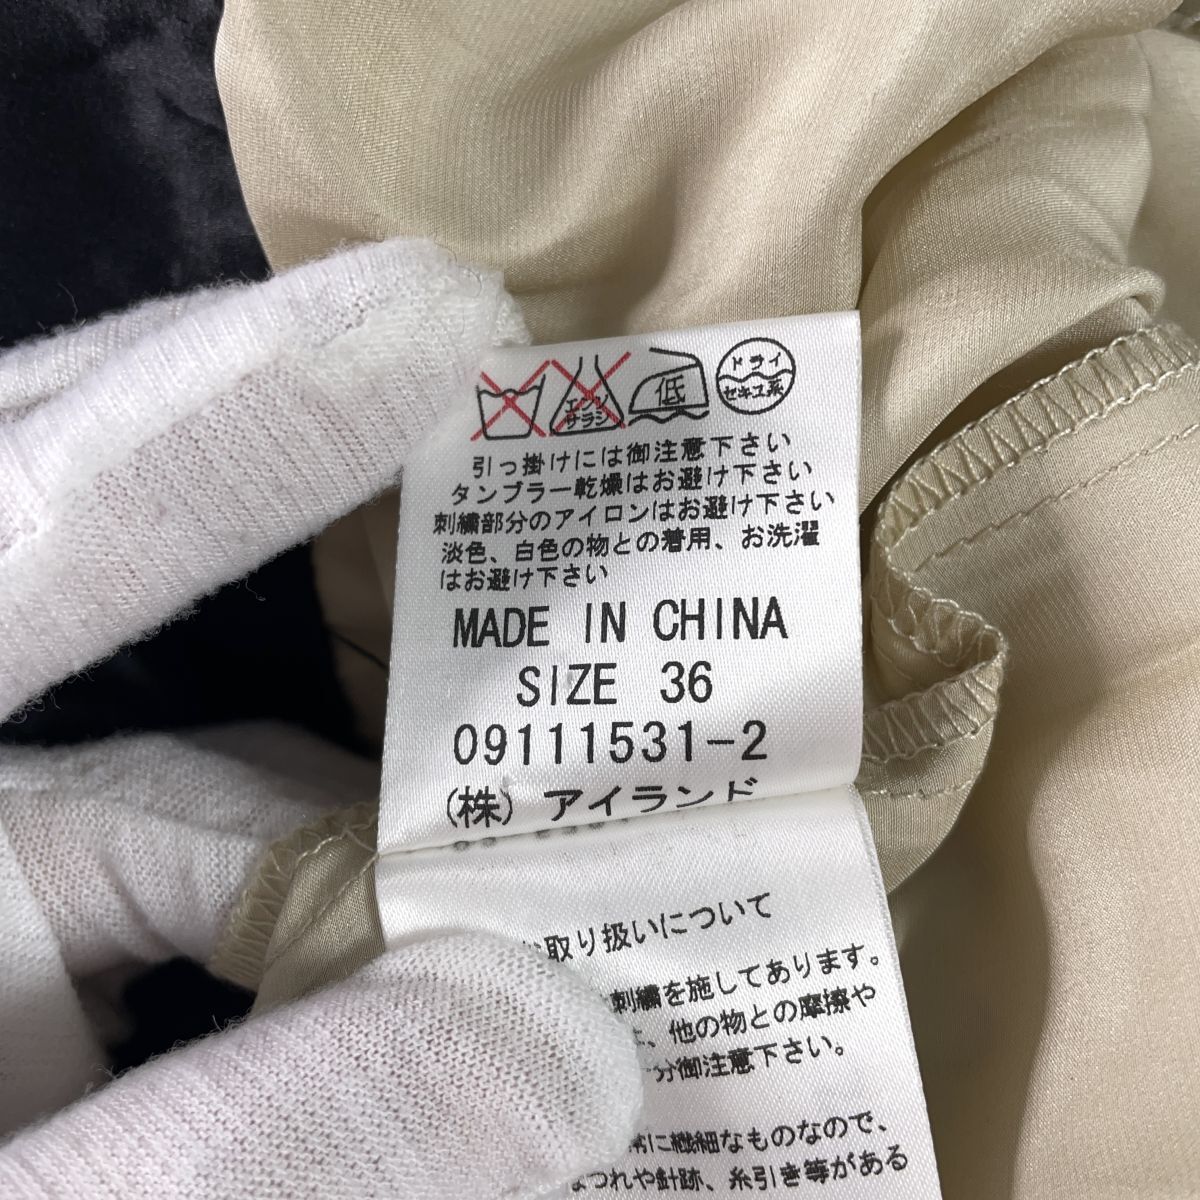 エンソ
サラシ
低
ドライ
セキユ系
引っ掛けには御注意下さい
タンブラー乾燥はお避け下さい
刺繍部分のアイロンはお避け下さい
淡色、白色の物との着用、お洗濯
はお避け下さい
MADE IN CHINA
SIZE 36
09111531-2
(株) アイランド
取り扱いについて
刺繍を施してあります。
、他の物との摩擦や
分御注意下さい。
常に繊細なものなので、
つれや針跡、糸引き等がある